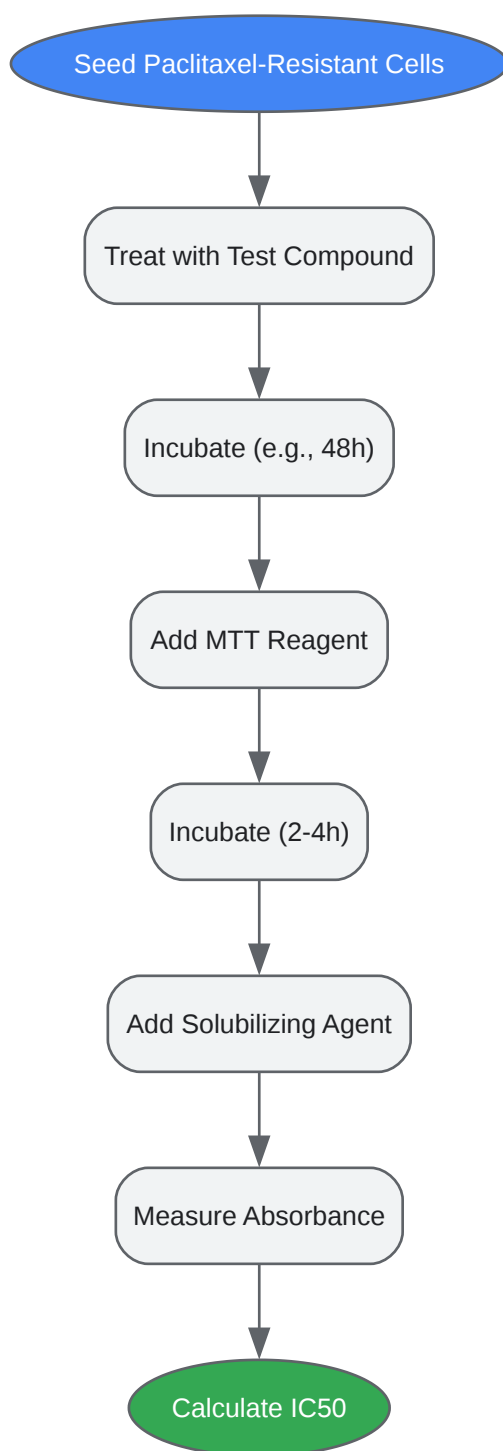 Seed Paclitaxel-Resistant Cells
Treat with Test Compound
Incubate (e.g., 48h)
Add MTT Reagent
Incubate (2-4h)
Add Solubilizing Agent
Measure Absorbance
Calculate IC50